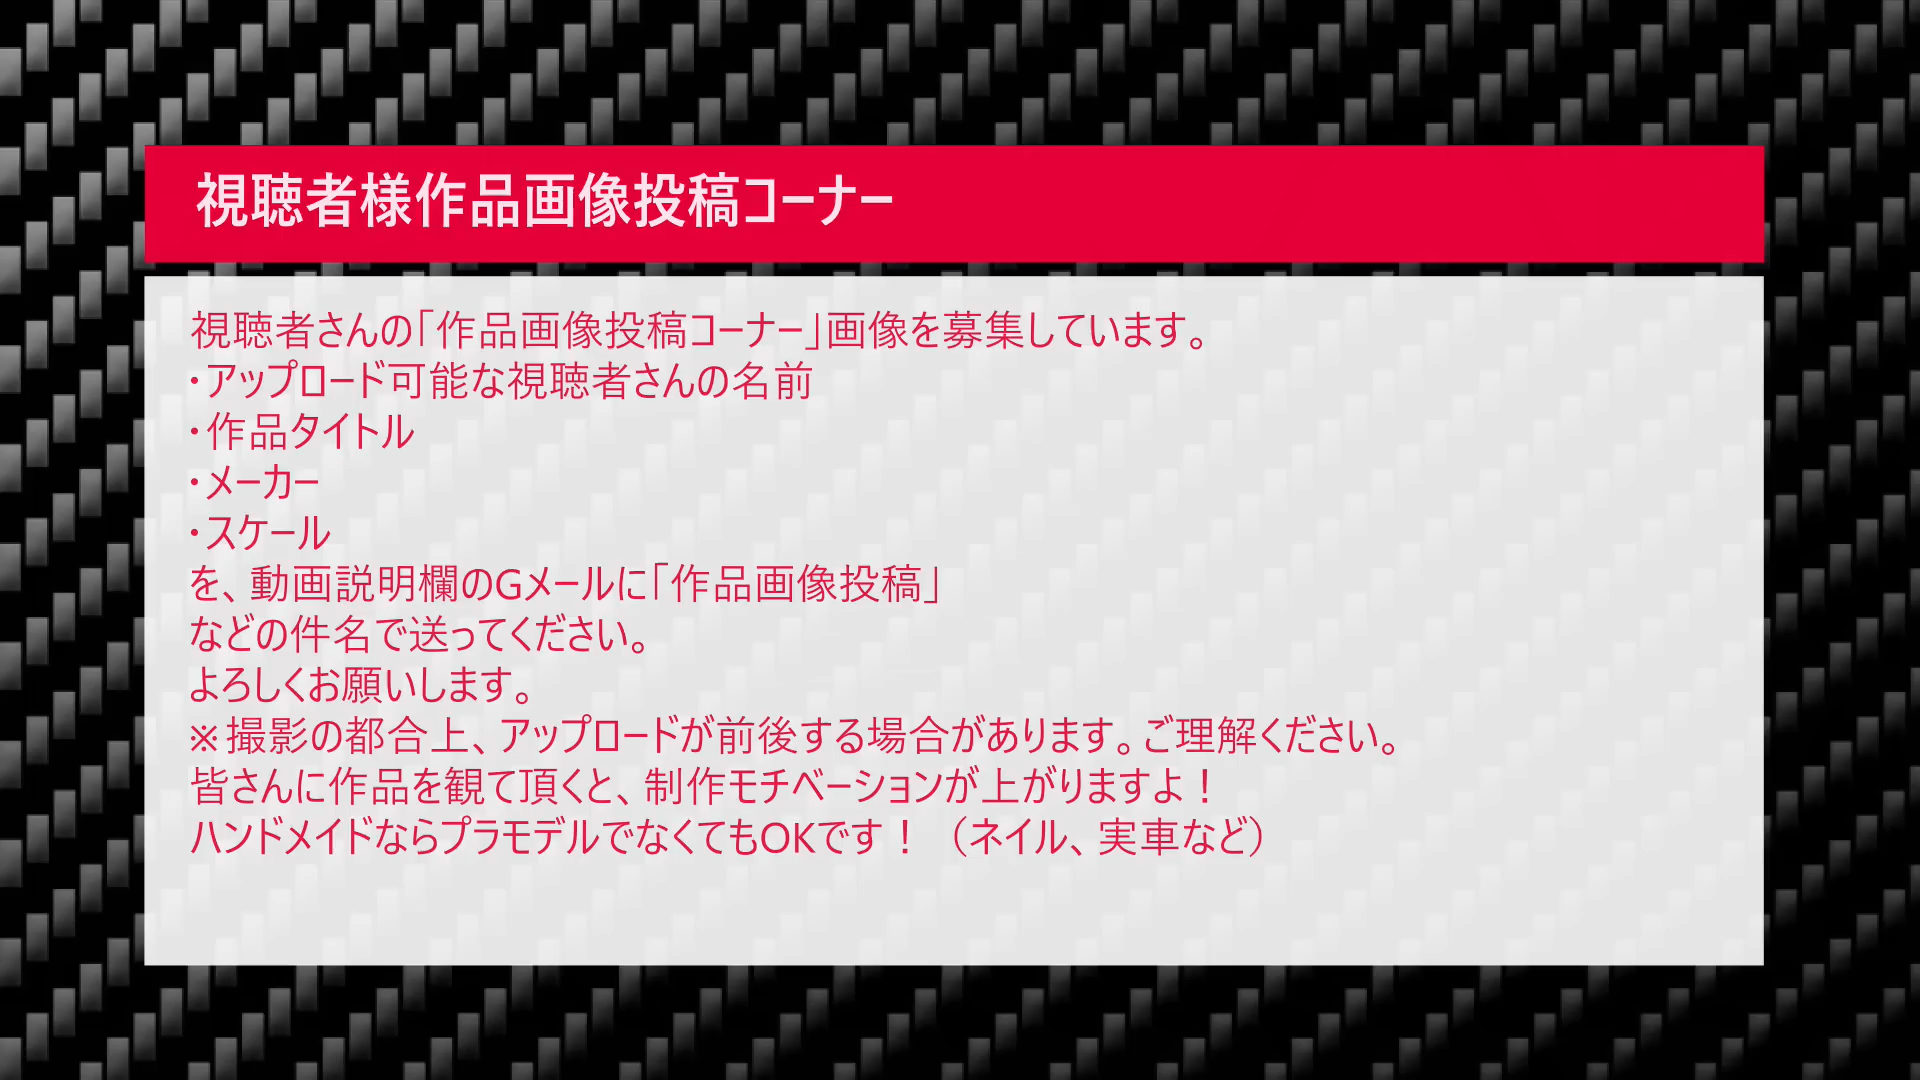 視聴者様作品画像投稿コーナー
視聴者さんの「作品画像投稿コーナー」画像を募集しています。
・アップロード可能な視聴者さんの名前
・作品タイトル
・メーカー
・スケール
を、動画説明欄のGメールに「作品画像投稿」
などの件名で送ってください。
よろしくお願いします。
※撮影の都合上、アップロードが前後する場合があります。ご理解ください。
皆さんに作品を観て頂くと、制作モチベーションが上がりますよ！
ハンドメイドならプラモデルでなくてもOKです！　（ネイル、実車など）